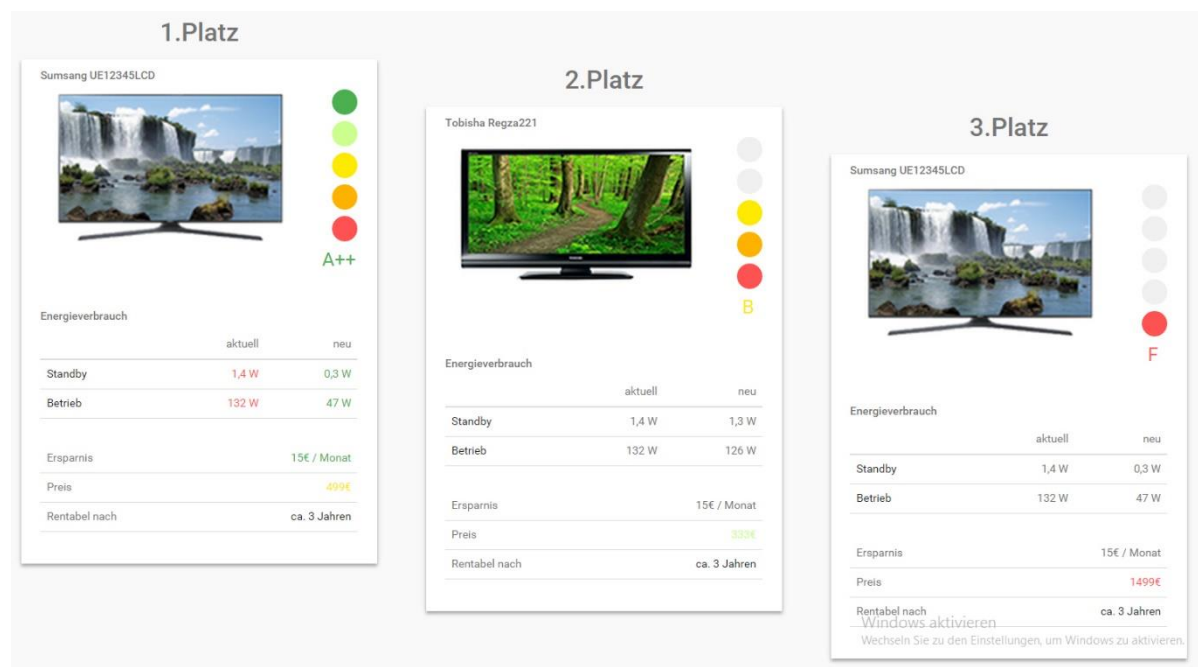 1.Platz
Sumsang UE12345LCD
A++
Energieverbrauch
aktuell neu
Standby 1,4 W 0,3 W
Betrieb 132 W 47 W
Ersparnis 15€ / Monat
Preis 499€
Rentabel nach ca. 3 Jahren
2.Platz
Tobisha Regza221
B
Energieverbrauch
aktuell neu
Standby 1,4 W 1,3 W
Betrieb 132 W 126 W
Ersparnis 15€ / Monat
Preis 333€
Rentabel nach ca. 3 Jahren
3.Platz
Sumsang UE12345LCD
F
Energieverbrauch
aktuell neu
Standby 1,4 W 0,3 W
Betrieb 132 W 47 W
Ersparnis 15€ / Monat
Preis 1499€
Rentabel nach ca. 3 Jahren
Windows aktivieren
Wechseln Sie zu den Einstellungen, um Windows zu aktivieren.